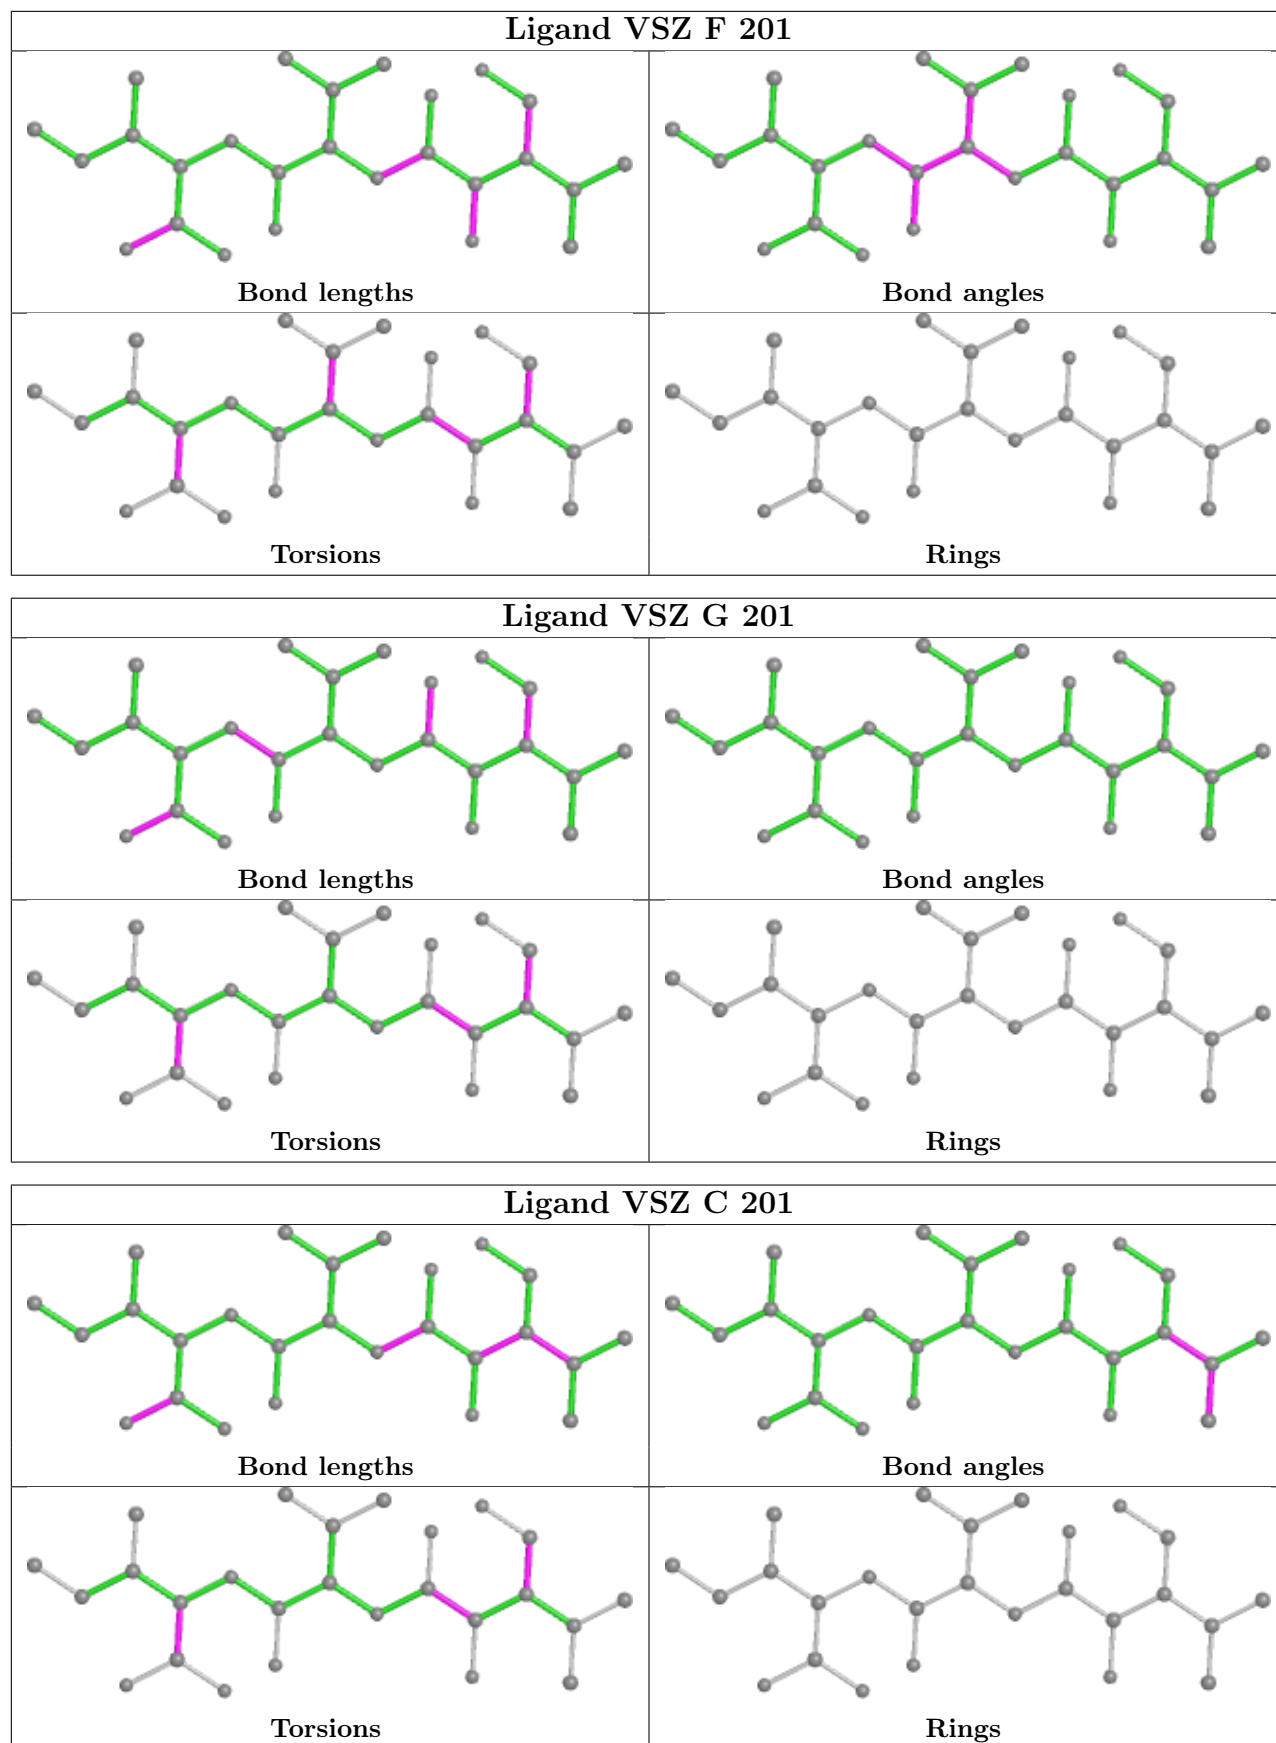 Ligand VSZ F 201
Bond lengths
Bond angles
Torsions
Rings
Ligand VSZ G 201
Bond lengths
Bond angles
Torsions
Rings
Ligand VSZ C 201
Bond lengths
Bond angles
Torsions
Rings